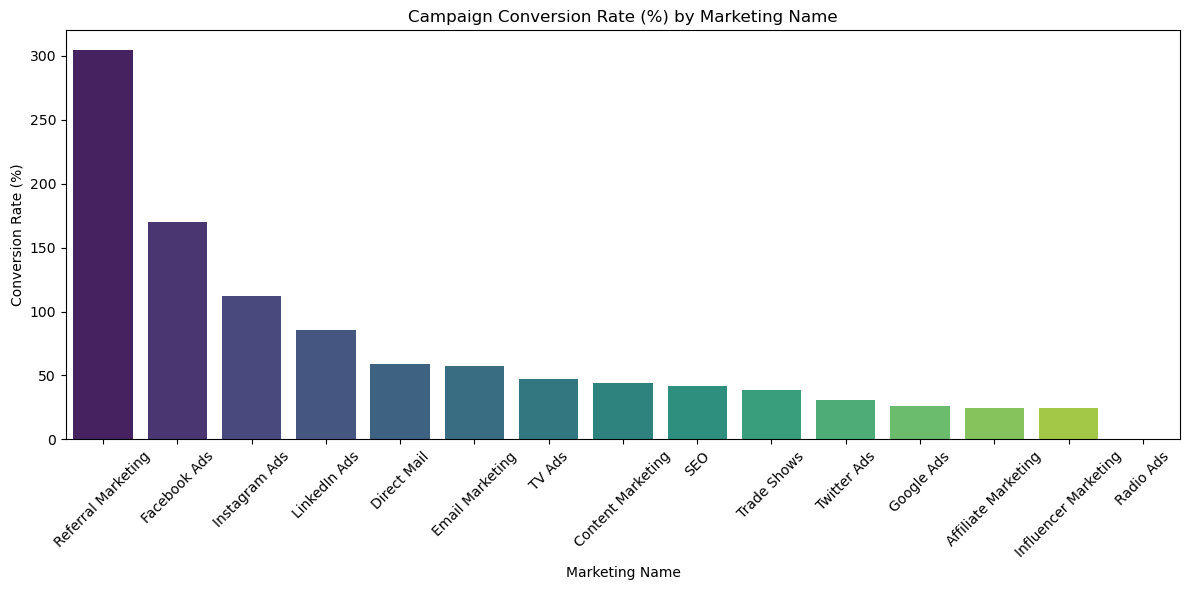 Campaign Conversion Rate (%) by Marketing Name
Conversion Rate (%)
300
250
200
150
100
50
0
Referral Marketing
Facebook Ads
Instagram Ads
LinkedIn Ads
Direct Mail
Email Marketing
TV Ads
Content Marketing
SEO
Trade Shows
Twitter Ads
Google Ads
Affiliate Marketing
Influencer Marketing
Radio Ads
Marketing Name